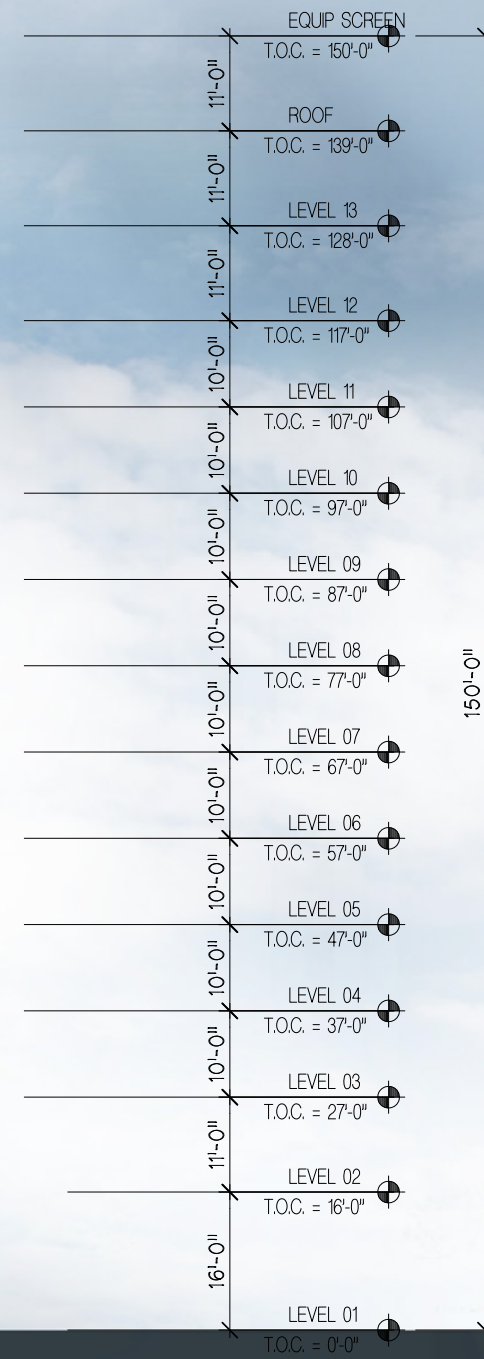 EQUIP SCREEN
T.O.C. = 150'-0"
11'-0"
ROOF
T.O.C. = 139'-0"
11'-0"
LEVEL 13
T.O.C. = 128'-0"
11'-0"
LEVEL 12
T.O.C. = 117'-0"
10'-0"
LEVEL 11
T.O.C. = 107'-0"
10'-0"
LEVEL 10
T.O.C. = 97'-0"
10'-0"
LEVEL 09
T.O.C. = 87'-0"
10'-0"
LEVEL 08
T.O.C. = 77'-0"
150'-0"
10'-0"
LEVEL 07
T.O.C. = 67'-0"
10'-0"
LEVEL 06
T.O.C. = 57'-0"
10'-0"
LEVEL 05
T.O.C. = 47'-0"
10'-0"
LEVEL 04
T.O.C. = 37'-0"
10'-0"
LEVEL 03
T.O.C. = 27'-0"
11'-0"
LEVEL 02
T.O.C. = 16'-0"
16'-0"
LEVEL 01
T.O.C. = 0'-0"